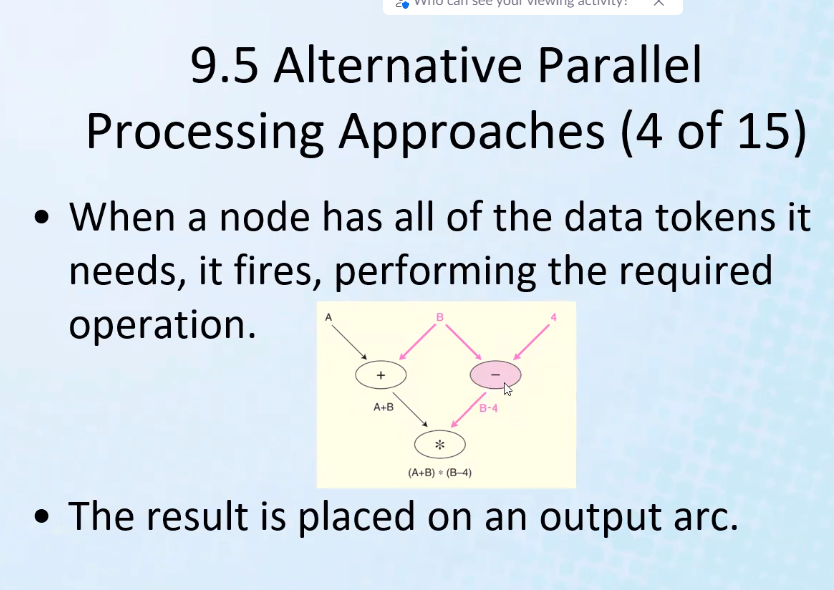 Who can see your viewing activity?
9.5 Alternative Parallel
Processing Approaches (4 of 15)
• When a node has all of the data tokens it
needs, it fires, performing the required
operation.
A B 4
+ −
A+B B-4
*
(A+B) * (B–4)
• The result is placed on an output arc.